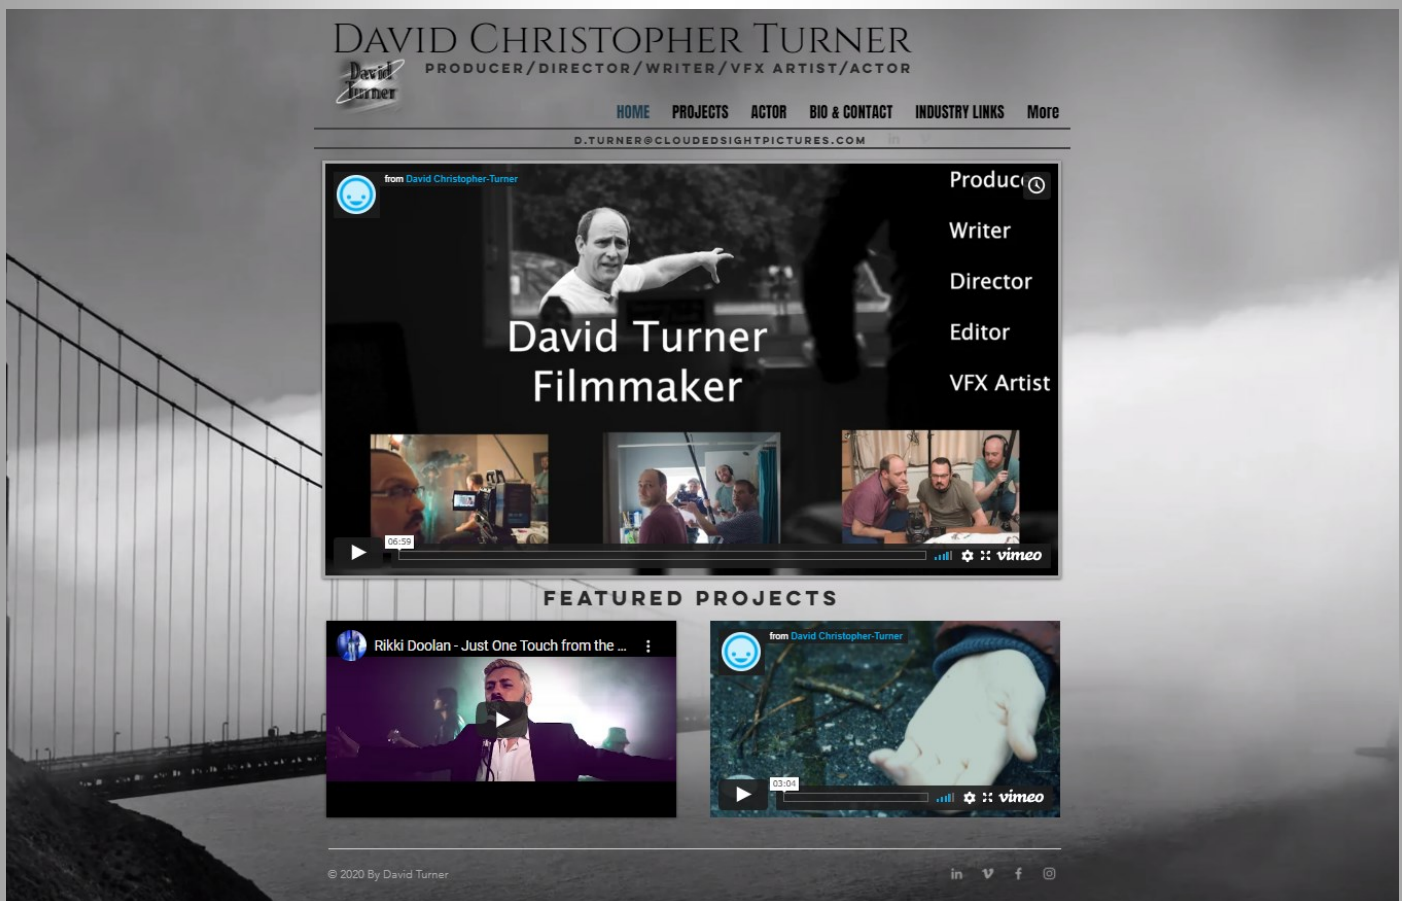 DAVID CHRISTOPHER TURNER
PRODUCER/DIRECTOR/WRITER/VFX ARTIST/ACTOR
David
Turner
HOME PROJECTS ACTOR BIO & CONTACT INDUSTRY LINKS More
D.TURNER@CLOUDEDSIGHTPICTURES.COM in
from David Christopher-Turner
Writer
Director
Editor
VFX Artist
David Turner
Filmmaker
06:59
vimeo
FEATURED PROJECTS
Rikki Doolan - Just One Touch from the ...
from David Christopher-Turner
03:04
vimeo
© 2020 By David Turner
in